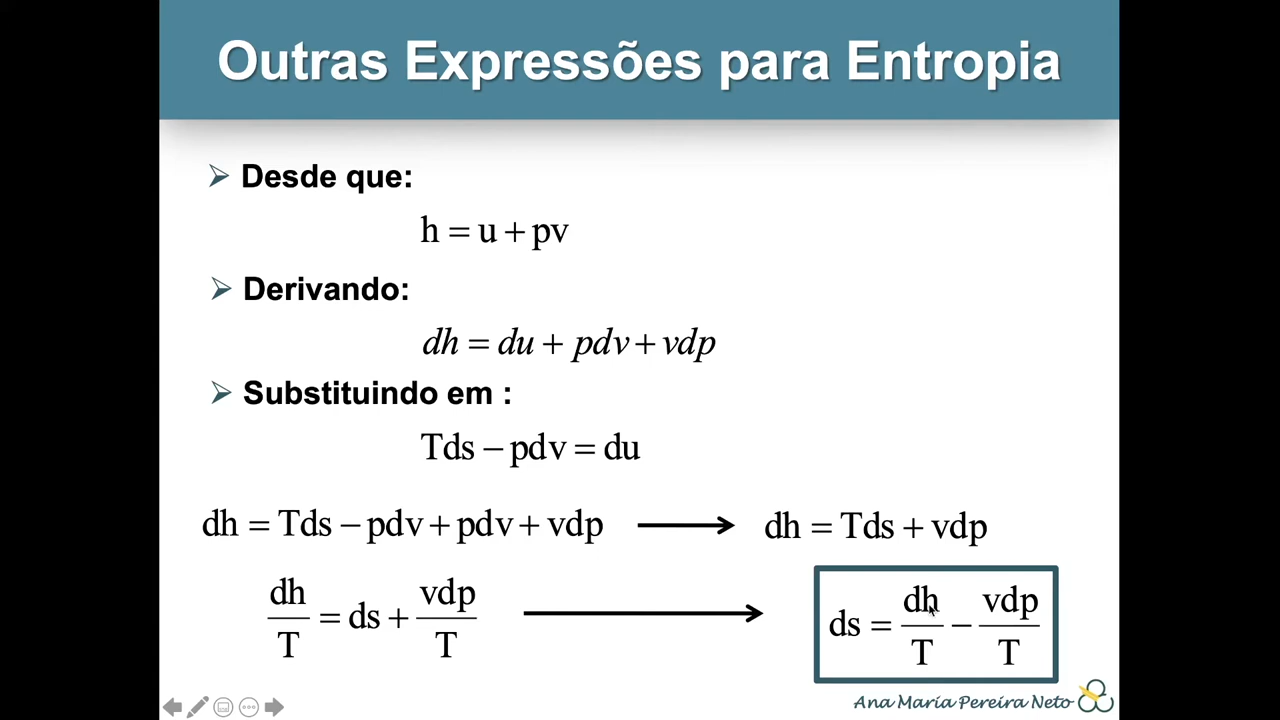 Outras Expressões para Entropia
Desde que:
h = u + pv
Derivando:
dh = du + pdv + vdp
Substituindo em :
Tds − pdv = du
dh = Tds − pdv + pdv + vdp
dh = Tds + vdp
dh/T = ds + vdp/T
ds = dh/T − vdp/T
Ana Maria Pereira Neto